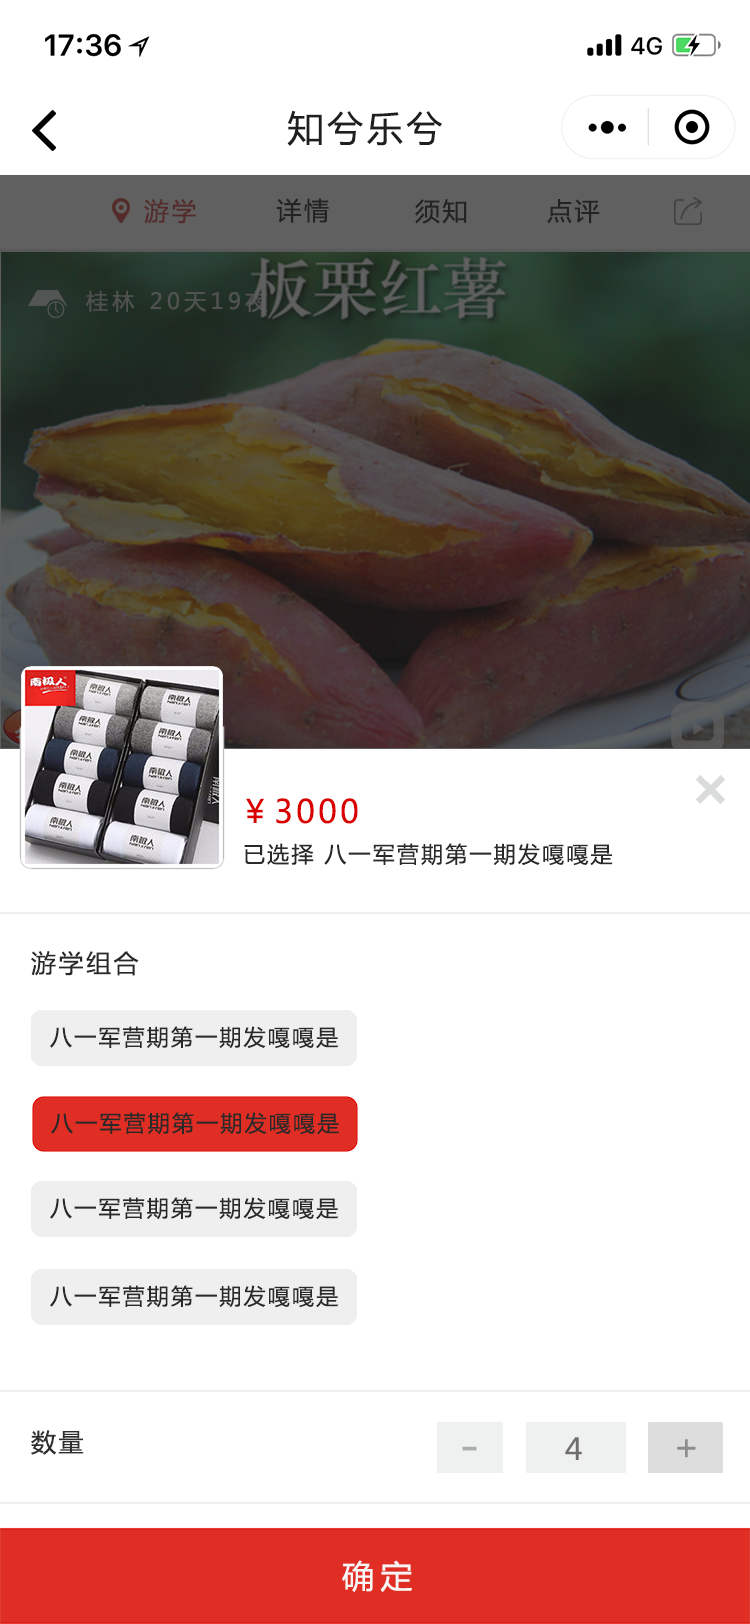 17:36
4G
知兮乐兮
游学 详情 须知 点评
板栗红薯
桂林 20天19夜
南极人
¥ 3000
已选择 八一军营期第一期发嘎嘎是
游学组合
八一军营期第一期发嘎嘎是
八一军营期第一期发嘎嘎是
八一军营期第一期发嘎嘎是
八一军营期第一期发嘎嘎是
数量 - 4 +
确定